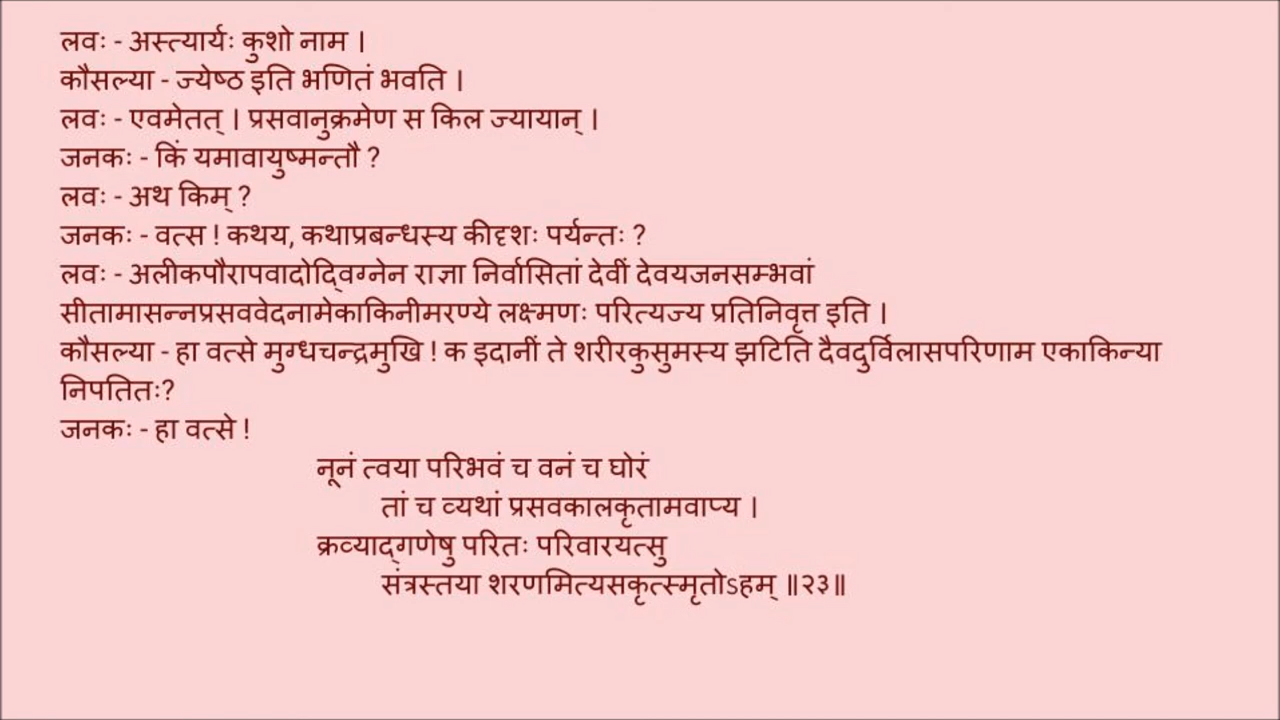 लवः - अस्त्यार्यः कुशो नाम ।
कौसल्या - ज्येष्ठ इति भणितं भवति ।
लवः - एवमेतत् । प्रसवानुक्रमेण स किल ज्यायान् ।
जनकः - किं यमावायुष्मन्तौ ?
लवः - अथ किम् ?
जनकः - वत्स ! कथय, कथाप्रबन्धस्य कीदृशः पर्यन्तः ?
लवः - अलीकपौरापवादोद्विग्नेन राज्ञा निर्वासितां देवीं देवयजनसम्भवां
सीतामासन्नप्रसववेदनामेकाकिनीमरण्ये लक्ष्मणः परित्यज्य प्रतिनिवृत्त इति ।
कौसल्या - हा वत्से मुग्धचन्द्रमुखि ! क इदानीं ते शरीरकुसुमस्य झटिति दैवदुर्विलासपरिणाम एकाकिन्या
निपतितः?
जनकः - हा वत्से !
नूनं त्वया परिभवं च वनं च घोरं
तां च व्यथां प्रसवकालकृतामवाप्य ।
क्रव्याद्गणेषु परितः परिवारयत्सु
संत्रस्तया शरणमित्यसकृत्स्मृतोऽहम् ॥२३॥